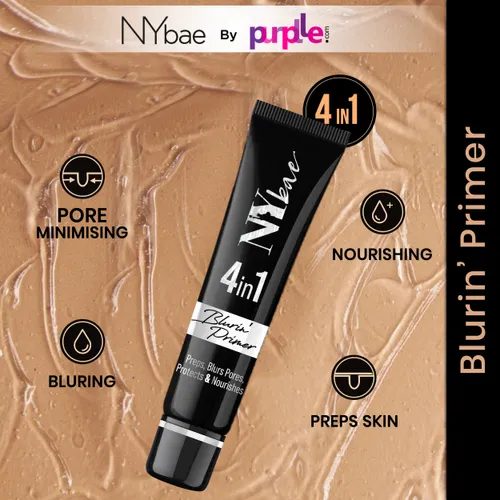 NYbae By purplle.com
4 IN 1
Blurin' Primer
PORE
MINIMISING
NOURISHING
BLURING
PREPS SKIN
NYbae
4in1
Blurin'
Primer
Preps, Blurs Pores,
Protects & Nourishes